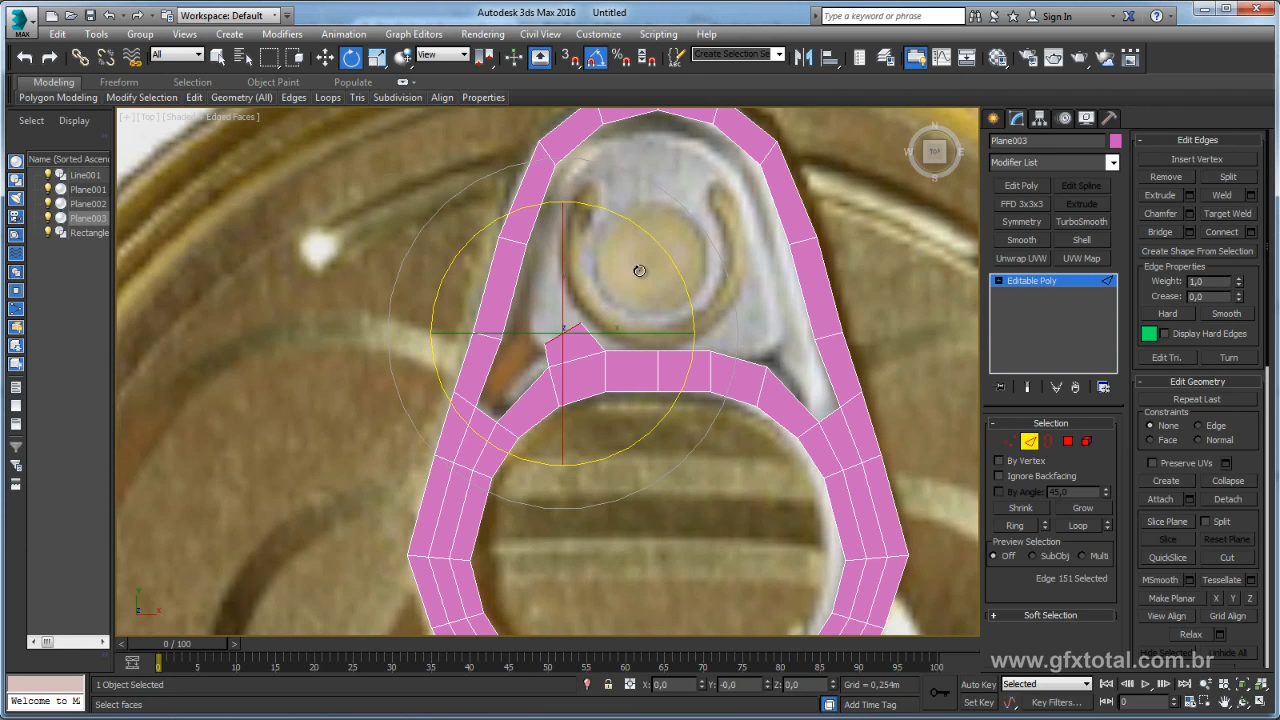 Workspace: Default
Autodesk 3ds Max 2016 Untitled
Type a keyword or phrase
Sign In
MAX
Edit Tools Group Views Create Modifiers Animation Graph Editors Rendering Civil View Customize Scripting Help
All
View
Create Selection Se
Modeling Freeform Selection Object Paint Populate
Polygon Modeling Modify Selection Edit Geometry (All) Edges Loops Tris Subdivision Align Properties
Select Display
Name (Sorted Ascen
Line001
Plane001
Plane002
Plane003
Rectangle
[+] [Top] [Shaded + Edged Faces]
N
W TOP E
S
Plane003
Modifier List
Edit Poly Edit Spline
FFD 3x3x3 Extrude
Symmetry TurboSmooth
Smooth Shell
Unwrap UVW UVW Map
Editable Poly
- Selection
By Vertex
Ignore Backfacing
By Angle: 45,0
Shrink Grow
Ring Loop
Preview Selection
Off SubObj Multi
Edge 151 Selected
+ Soft Selection
- Edit Edges
Insert Vertex
Remove Split
Extrude Weld
Chamfer Target Weld
Bridge Connect
Create Shape From Selection
Edge Properties
Weight: 1,0
Crease: 0,0
Hard Smooth
Display Hard Edges
Edit Tri. Turn
- Edit Geometry
Repeat Last
Constraints
None Edge
Face Normal
Preserve UVs
Create Collapse
Attach Detach
Slice Plane Split
Slice Reset Plane
QuickSlice Cut
MSmooth Tessellate
Make Planar X Y Z
View Align Grid Align
Relax
Hide Selected Unhide All
www.gfxtotal.com.br
< 0 / 100 >
0 5 10 15 20 25 30 35 40 45 50 55 60 65 70 75 80 85 90 95 100
1 Object Selected X: 0,0 Y: -0,0 Z: 0,0 Grid = 0,254m Auto Key Selected
Welcome to MA Select faces Add Time Tag Set Key Key Filters... 0